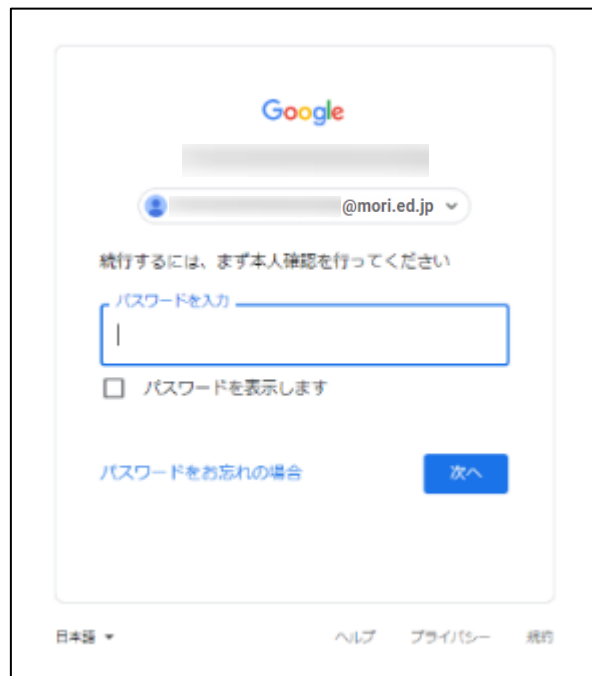 Google
@mori.ed.jp
続行するには、まず本人確認を行ってください
パスワードを入力
パスワードを表示します
パスワードをお忘れの場合 次へ
日本語 ヘルプ プライバシー 規約